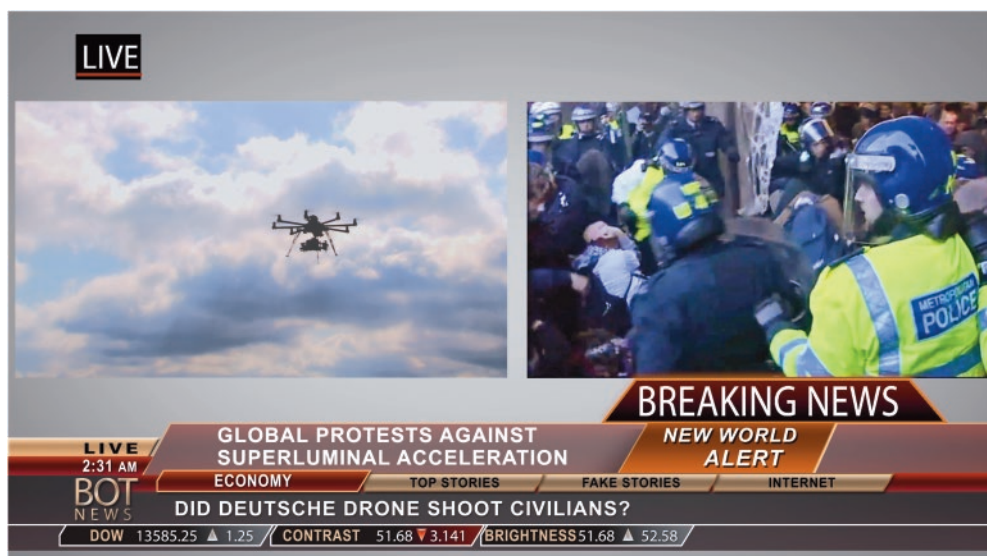 LIVE
METROPOLITAN
POLICE
BREAKING NEWS
GLOBAL PROTESTS AGAINST
SUPERLUMINAL ACCELERATION
NEW WORLD
ALERT
LIVE
2:31 AM
BOT
NEWS
ECONOMY
TOP STORIES
FAKE STORIES
INTERNET
DID DEUTSCHE DRONE SHOOT CIVILIANS?
DOW 13585.25 ▲ 1.25
CONTRAST 51.68 ▼ 3.141
BRIGHTNESS 51.68 ▲ 52.58